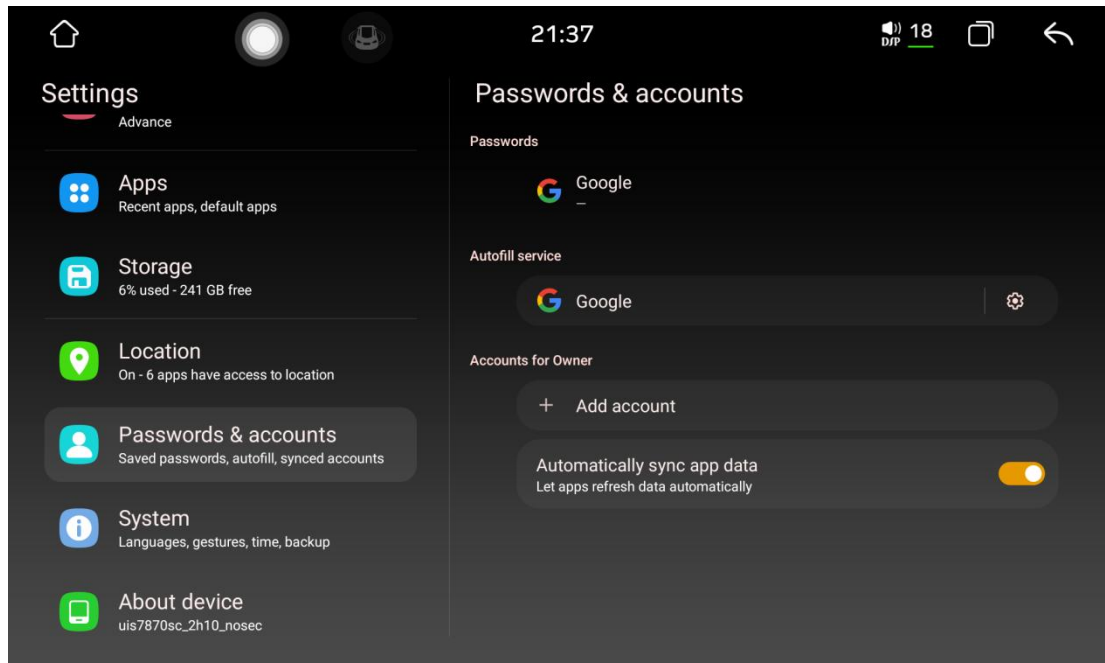 21:37
DSP 18
Settings
Advance
Apps
Recent apps, default apps
Storage
6% used - 241 GB free
Location
On - 6 apps have access to location
Passwords & accounts
Saved passwords, autofill, synced accounts
System
Languages, gestures, time, backup
About device
uis7870sc_2h10_nosec
Passwords & accounts
Passwords
Google
–
Autofill service
Google
Accounts for Owner
+ Add account
Automatically sync app data
Let apps refresh data automatically